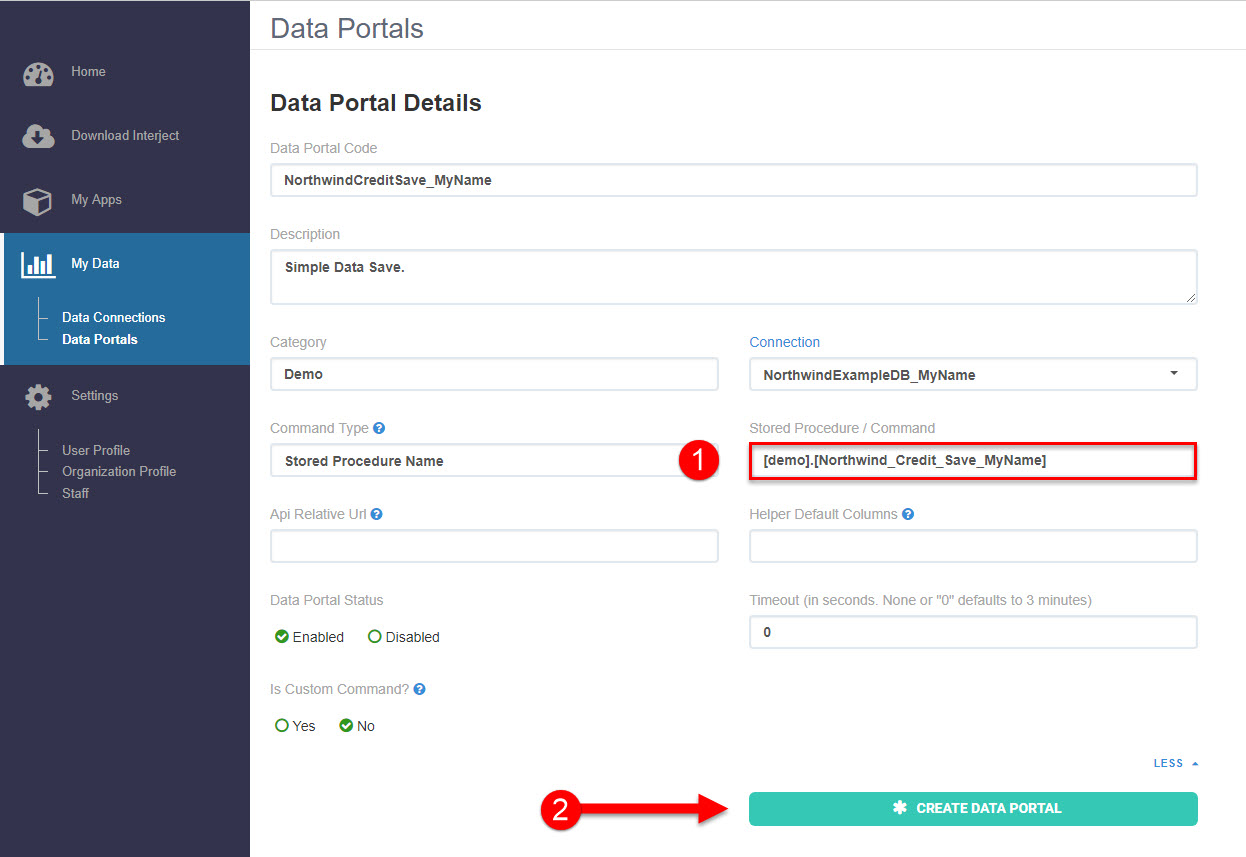 Data Portals
Home
Download Interject
My Apps
My Data
Data Connections
Data Portals
Settings
User Profile
Organization Profile
Staff
Data Portal Details
Data Portal Code
NorthwindCreditSave_MyName
Description
Simple Data Save.
Category
Connection
Demo
NorthwindExampleDB_MyName
Command Type ?
Stored Procedure / Command
Stored Procedure Name
1
[demo].[Northwind_Credit_Save_MyName]
Api Relative Url ?
Helper Default Columns ?
Data Portal Status
Timeout (in seconds. None or "0" defaults to 3 minutes)
Enabled Disabled
0
Is Custom Command? ?
Yes No
LESS
2
CREATE DATA PORTAL